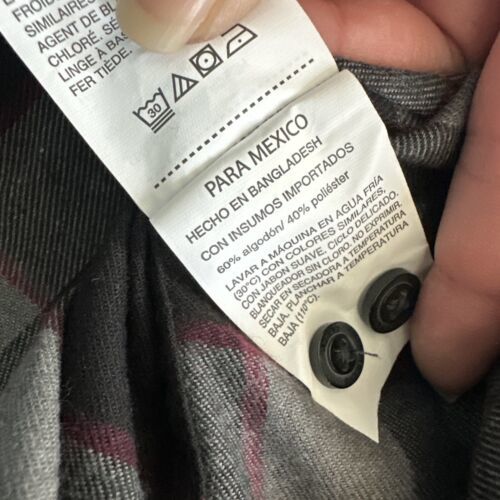 FROIDE
SIMILAIRES
AGENT DE BL
CHLORÉ. SÉ
LINGE À BAS
FER TIÈDE.
30
PARA MEXICO
HECHO EN BANGLADESH
CON INSUMOS IMPORTADOS
60% algodón/ 40% poliéster
LAVAR A MÁQUINA EN AGUA FRÍA
(30°C) CON COLORES SIMILARES,
CON JABON SUAVE. CICLO DELICADO.
BLANQUEADOR SIN CLORO. NO EXPRIMIR.
SECAR EN SECADORA A TEMPERATURA
BAJA. PLANCHAR A TEMPERATURA
BAJA (110°C).